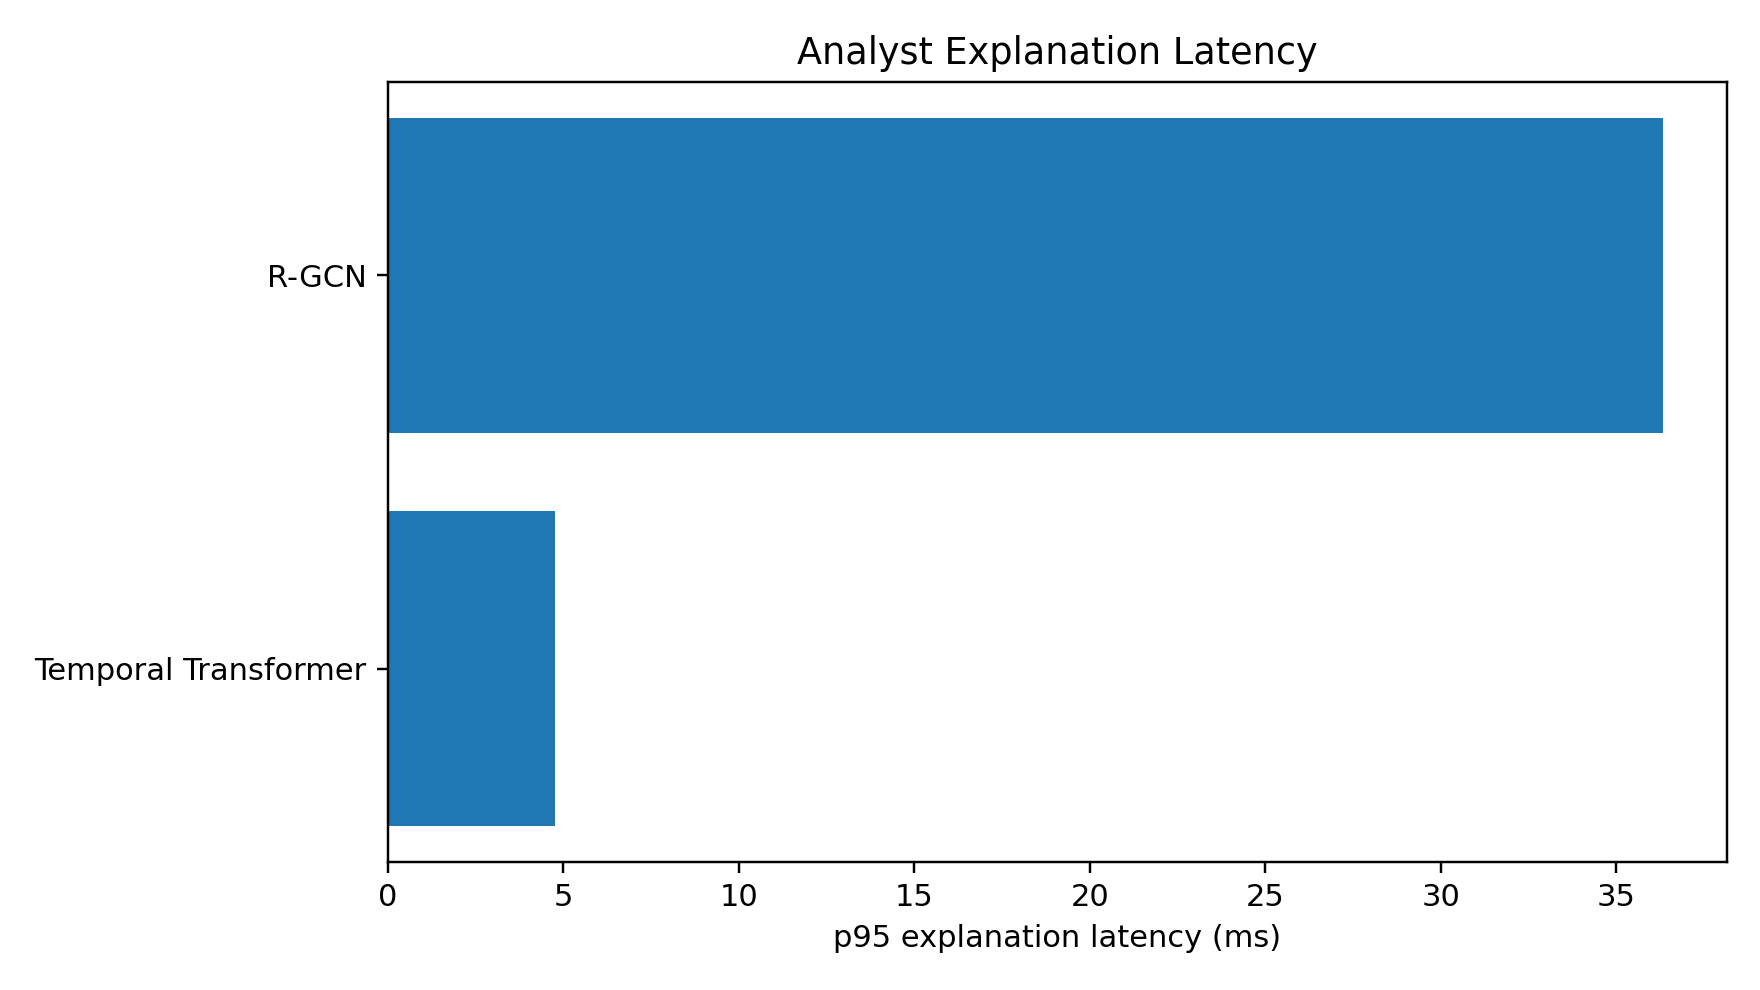 Analyst Explanation Latency
R-GCN
Temporal Transformer
0 5 10 15 20 25 30 35
p95 explanation latency (ms)